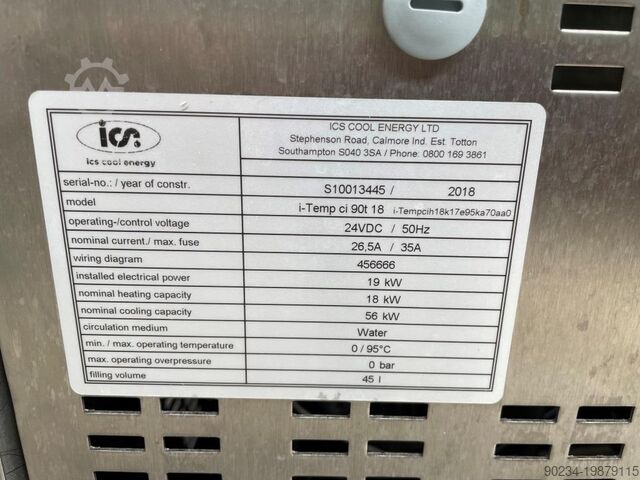 ics
ics cool energy
ICS COOL ENERGY LTD
Stephenson Road, Calmore Ind. Est. Totton
Southampton S040 3SA / Phone: 0800 169 3861
serial-no.: / year of constr. S10013445 / 2018
model i-Temp ci 90t 18 i-Tempcih18k17e95ka70aa0
operating-/control voltage 24VDC / 50Hz
nominal current./ max. fuse 26,5A / 35A
wiring diagram 456666
installed electrical power 19 kW
nominal heating capacity 18 kW
nominal cooling capacity 56 kW
circulation medium Water
min. / max. operating temperature 0 / 95°C
max. operating overpressure 0 bar
filling volume 45 l
90234-19879115